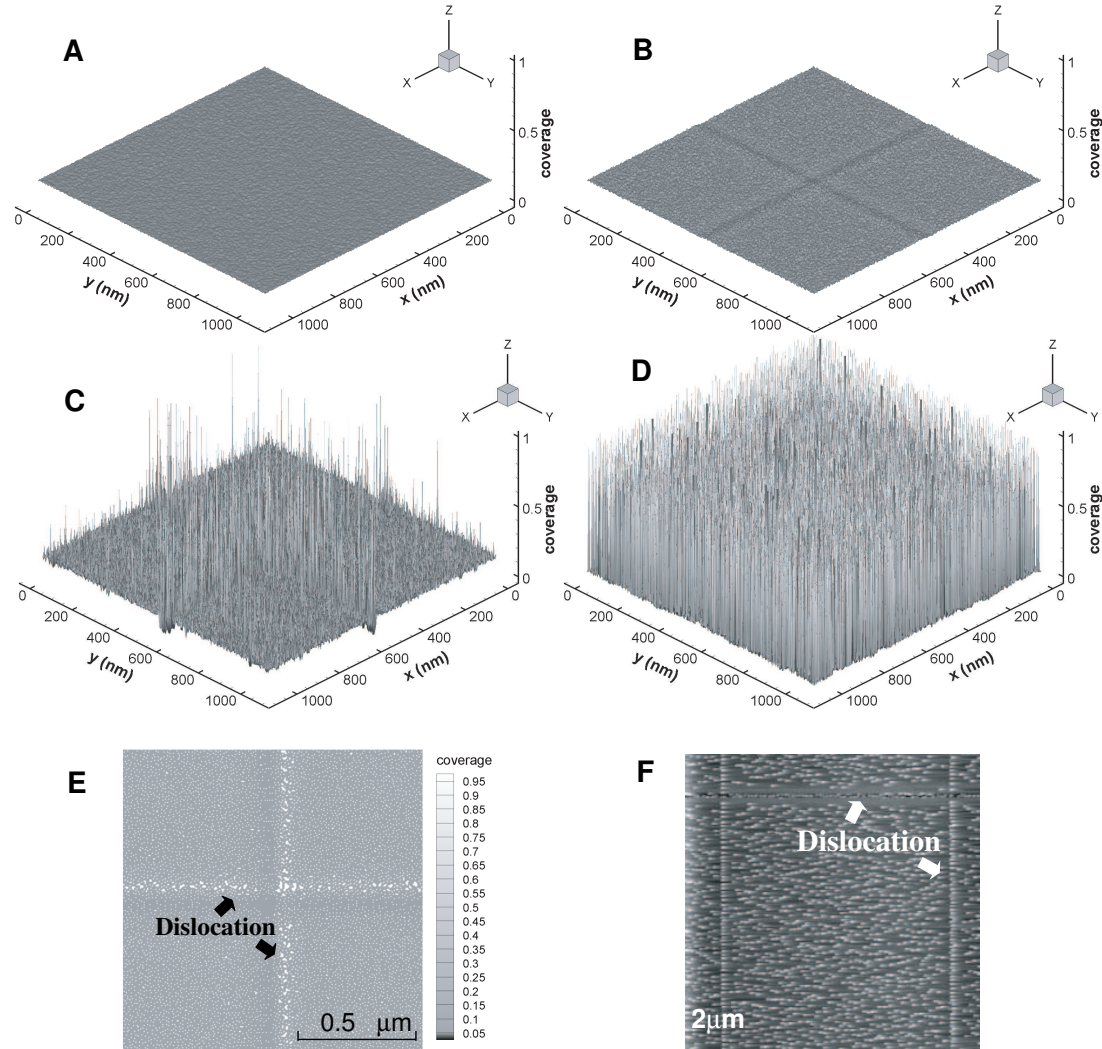 A
Z
X
Y
1
0.5
0
coverage
0
200
400
600
800
1000
y (nm)
0
200
400
600
800
1000
x (nm)
B
Z
X
Y
1
0.5
0
coverage
0
200
400
600
800
1000
y (nm)
0
200
400
600
800
1000
x (nm)
C
Z
X
Y
1
0.5
0
coverage
0
200
400
600
800
1000
y (nm)
0
200
400
600
800
1000
x (nm)
D
Z
X
Y
1
0.5
0
coverage
0
200
400
600
800
1000
y (nm)
0
200
400
600
800
1000
x (nm)
E
Dislocation
0.5 μm
coverage
0.95
0.9
0.85
0.8
0.75
0.7
0.65
0.6
0.55
0.5
0.45
0.4
0.35
0.3
0.25
0.2
0.15
0.1
0.05
F
Dislocation
2μm